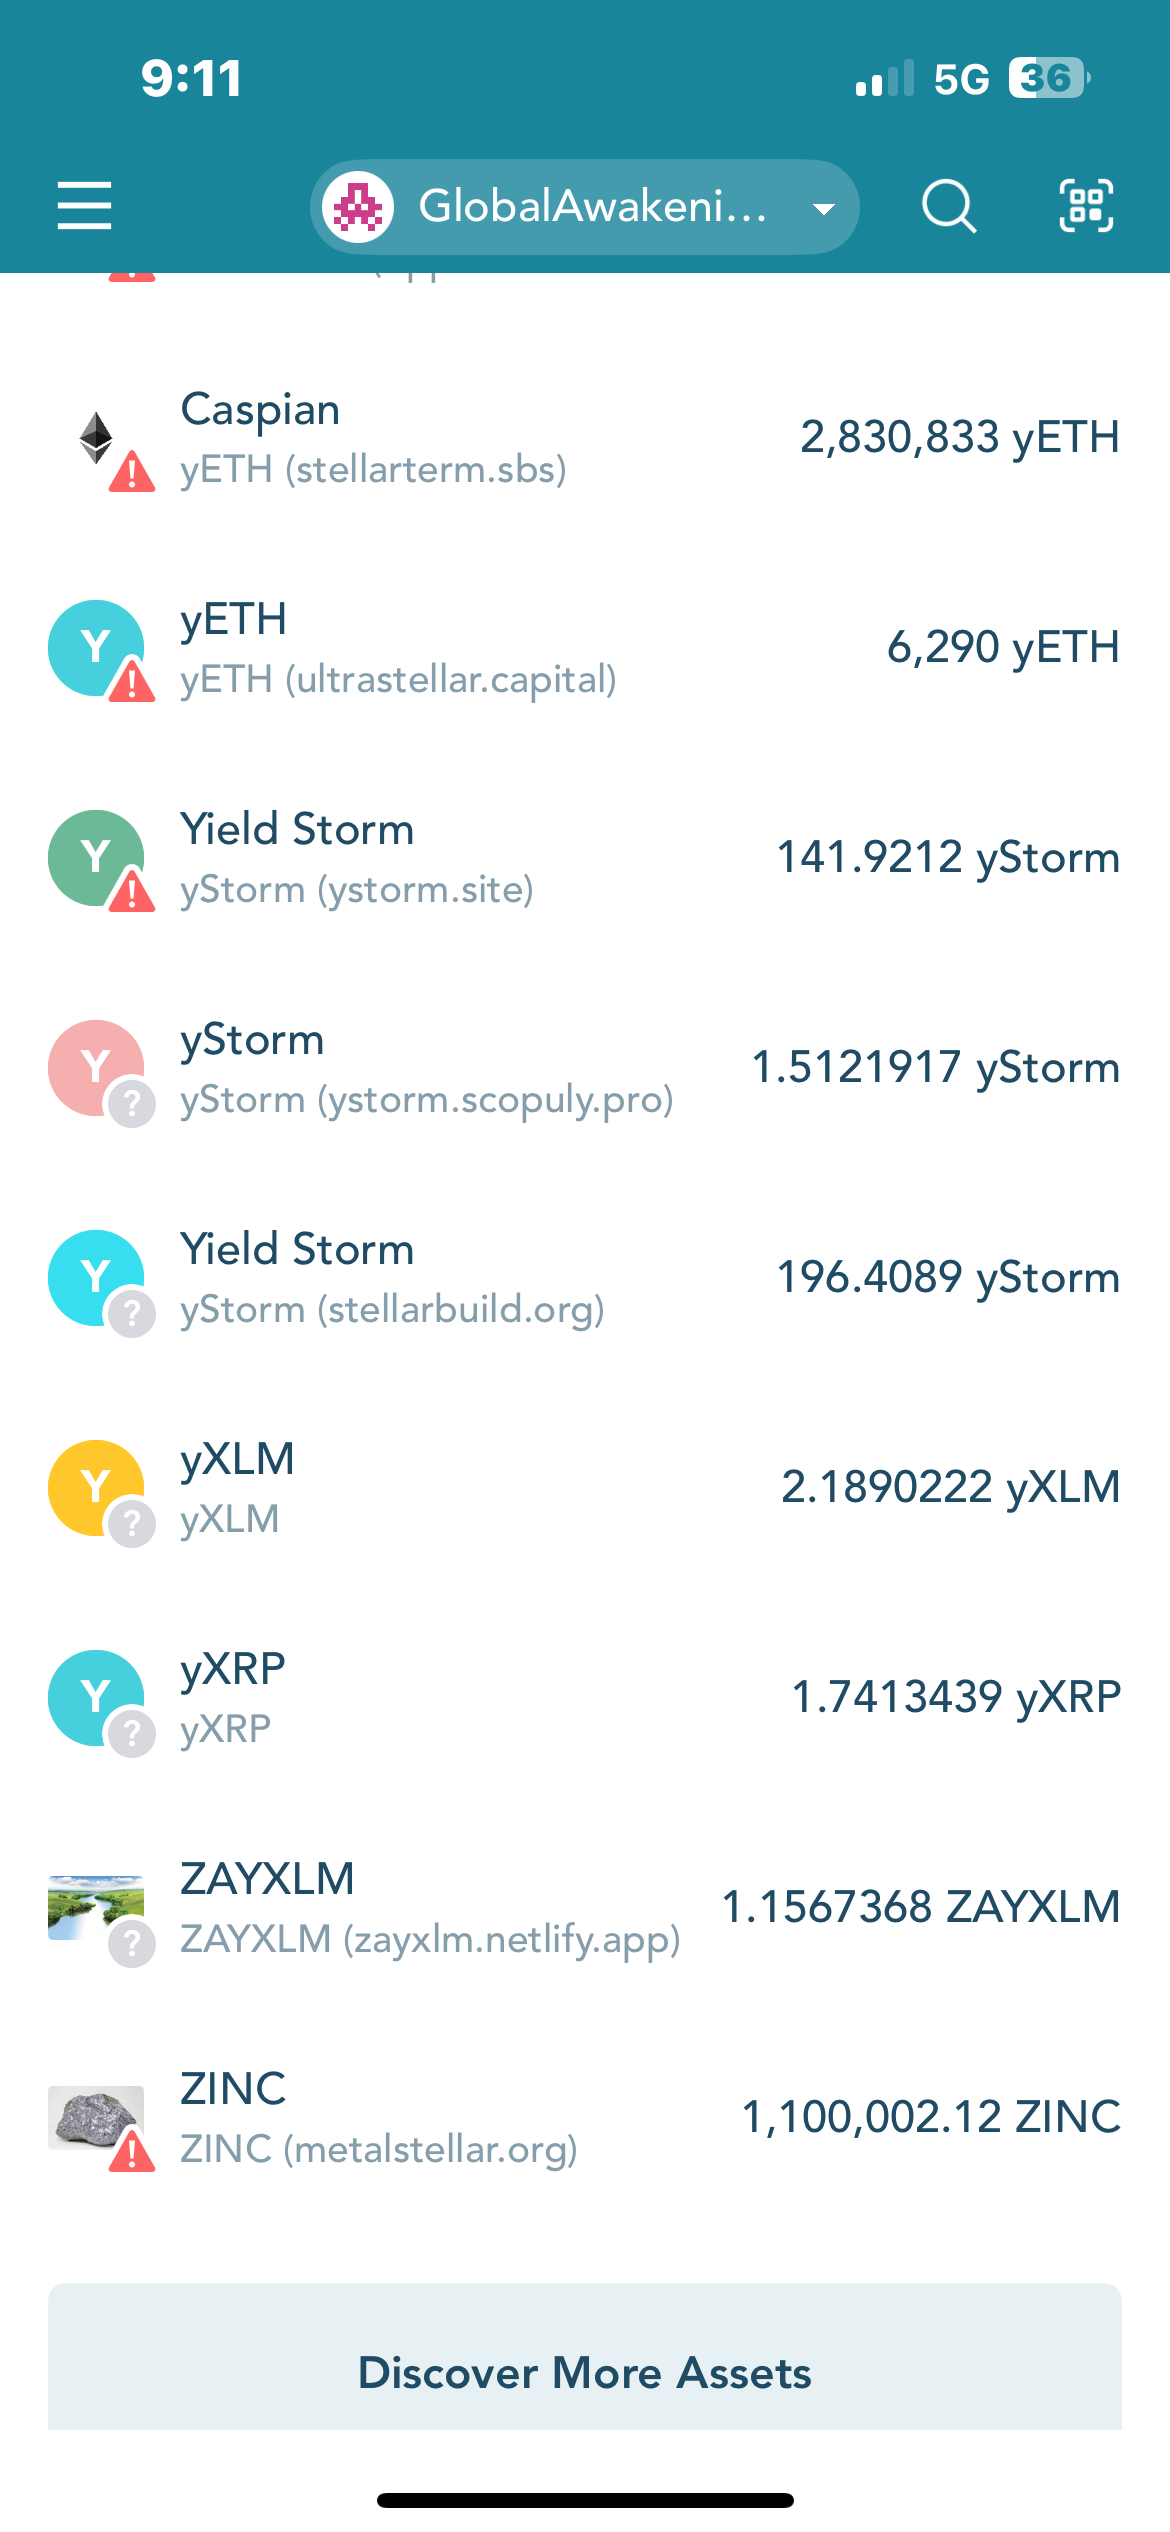 9:11
5G 36
GlobalAwakeni...
Caspian
2,830,833 yETH
yETH (stellarterm.sbs)
Y
yETH
6,290 yETH
yETH (ultrastellar.capital)
Y
Yield Storm
141.9212 yStorm
yStorm (ystorm.site)
Y
yStorm
1.5121917 yStorm
yStorm (ystorm.scopuly.pro)
?
Y
Yield Storm
196.4089 yStorm
yStorm (stellarbuild.org)
?
Y
yXLM
2.1890222 yXLM
yXLM
?
Y
yXRP
1.7413439 yXRP
yXRP
?
ZAYXLM
1.1567368 ZAYXLM
ZAYXLM (zayxlm.netlify.app)
?
ZINC
1,100,002.12 ZINC
ZINC (metalstellar.org)
Discover More Assets